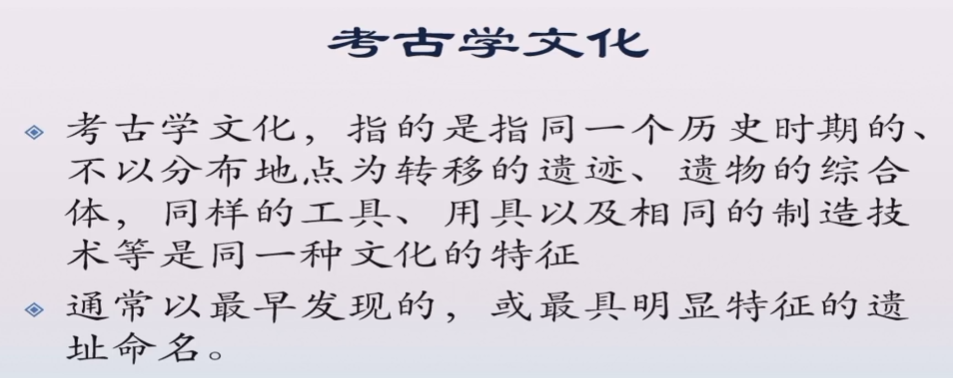 考古学文化
考古学文化，指的是指同一个历史时期的、
不以分布地点为转移的遗迹、遗物的综合
体，同样的工具、用具以及相同的制造技
术等是同一种文化的特征
通常以最早发现的，或最具明显特征的遗
址命名。